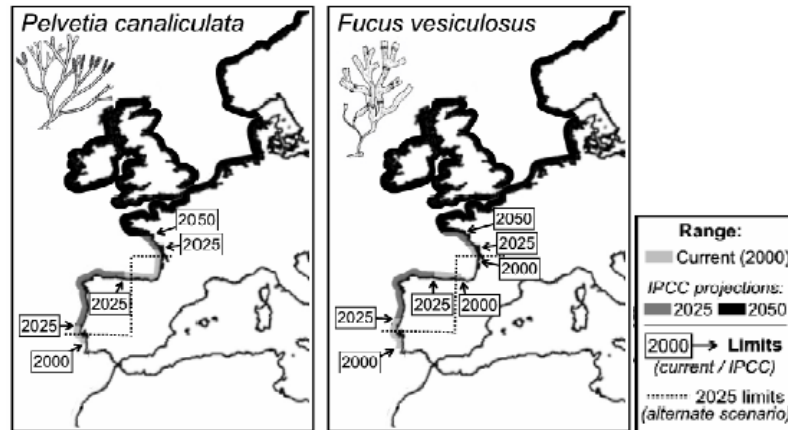 Pelvetia canaliculata
2050
2025
2025
2025
2000
Fucus vesiculosus
2050
2025
2000
2025
2000
2025
2000
Range:
Current (2000)
IPCC projections:
2025 2050
2000 Limits
(current / IPCC)
2025 limits
(alternate scenario)